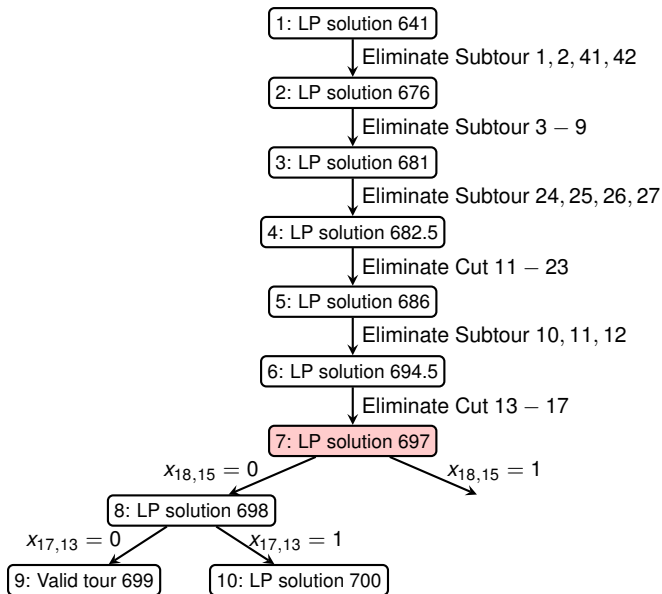 1: LP solution 641
Eliminate Subtour 1, 2, 41, 42
2: LP solution 676
Eliminate Subtour 3 − 9
3: LP solution 681
Eliminate Subtour 24, 25, 26, 27
4: LP solution 682.5
Eliminate Cut 11 − 23
5: LP solution 686
Eliminate Subtour 10, 11, 12
6: LP solution 694.5
Eliminate Cut 13 − 17
7: LP solution 697
x18,15 = 0
x18,15 = 1
8: LP solution 698
x17,13 = 0
x17,13 = 1
9: Valid tour 699
10: LP solution 700